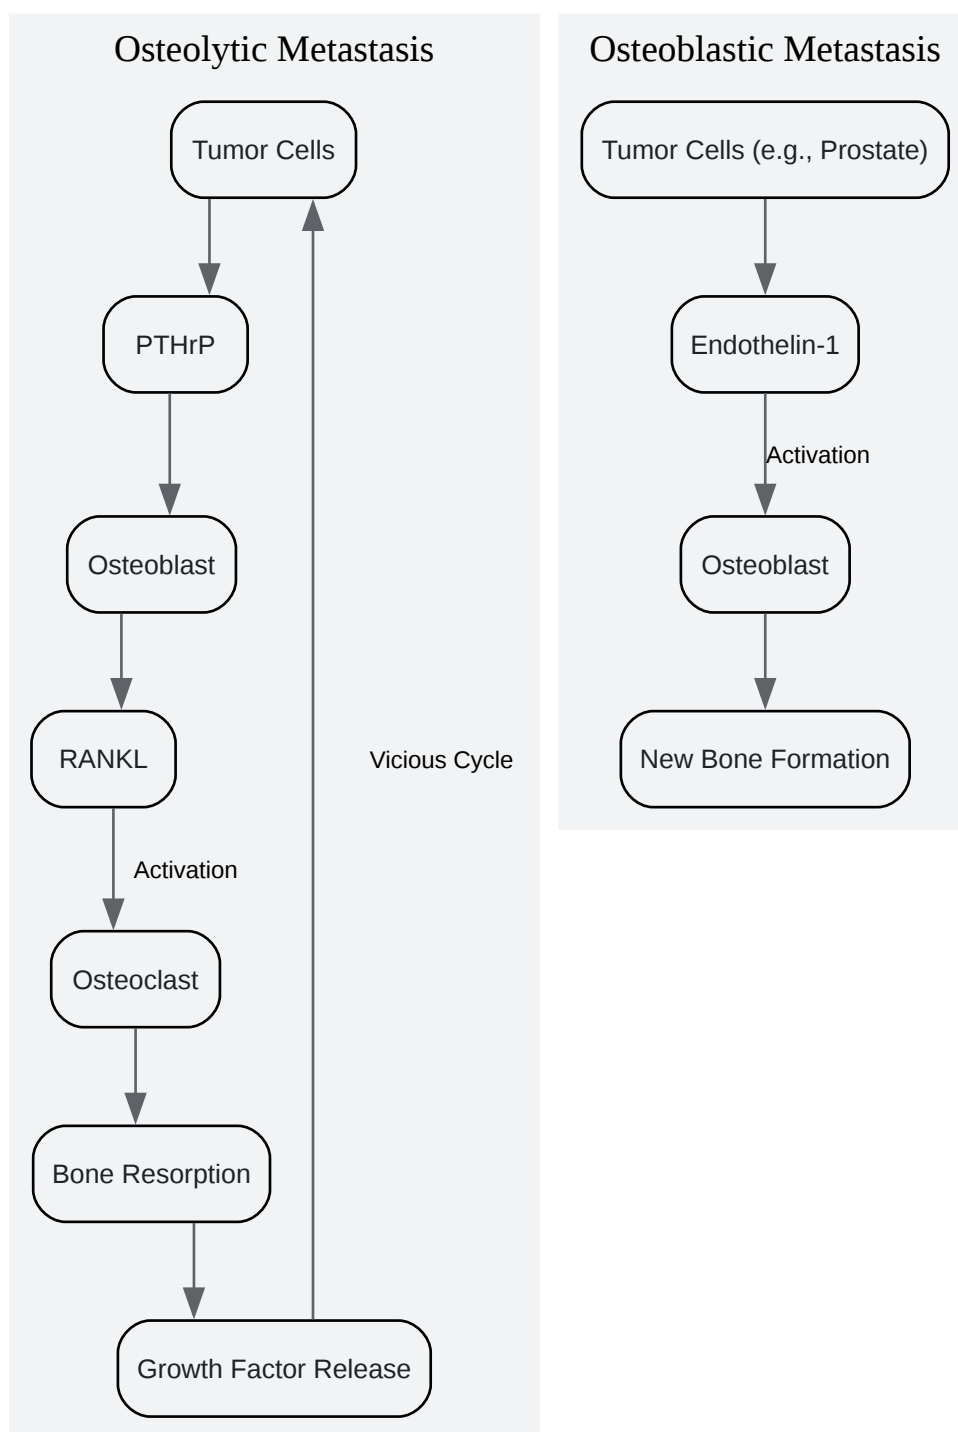 Osteolytic Metastasis
Tumor Cells
PTHrP
Osteoblast
RANKL
Vicious Cycle
Activation
Osteoclast
Bone Resorption
Growth Factor Release
Osteoblastic Metastasis
Tumor Cells (e.g., Prostate)
Endothelin-1
Activation
Osteoblast
New Bone Formation